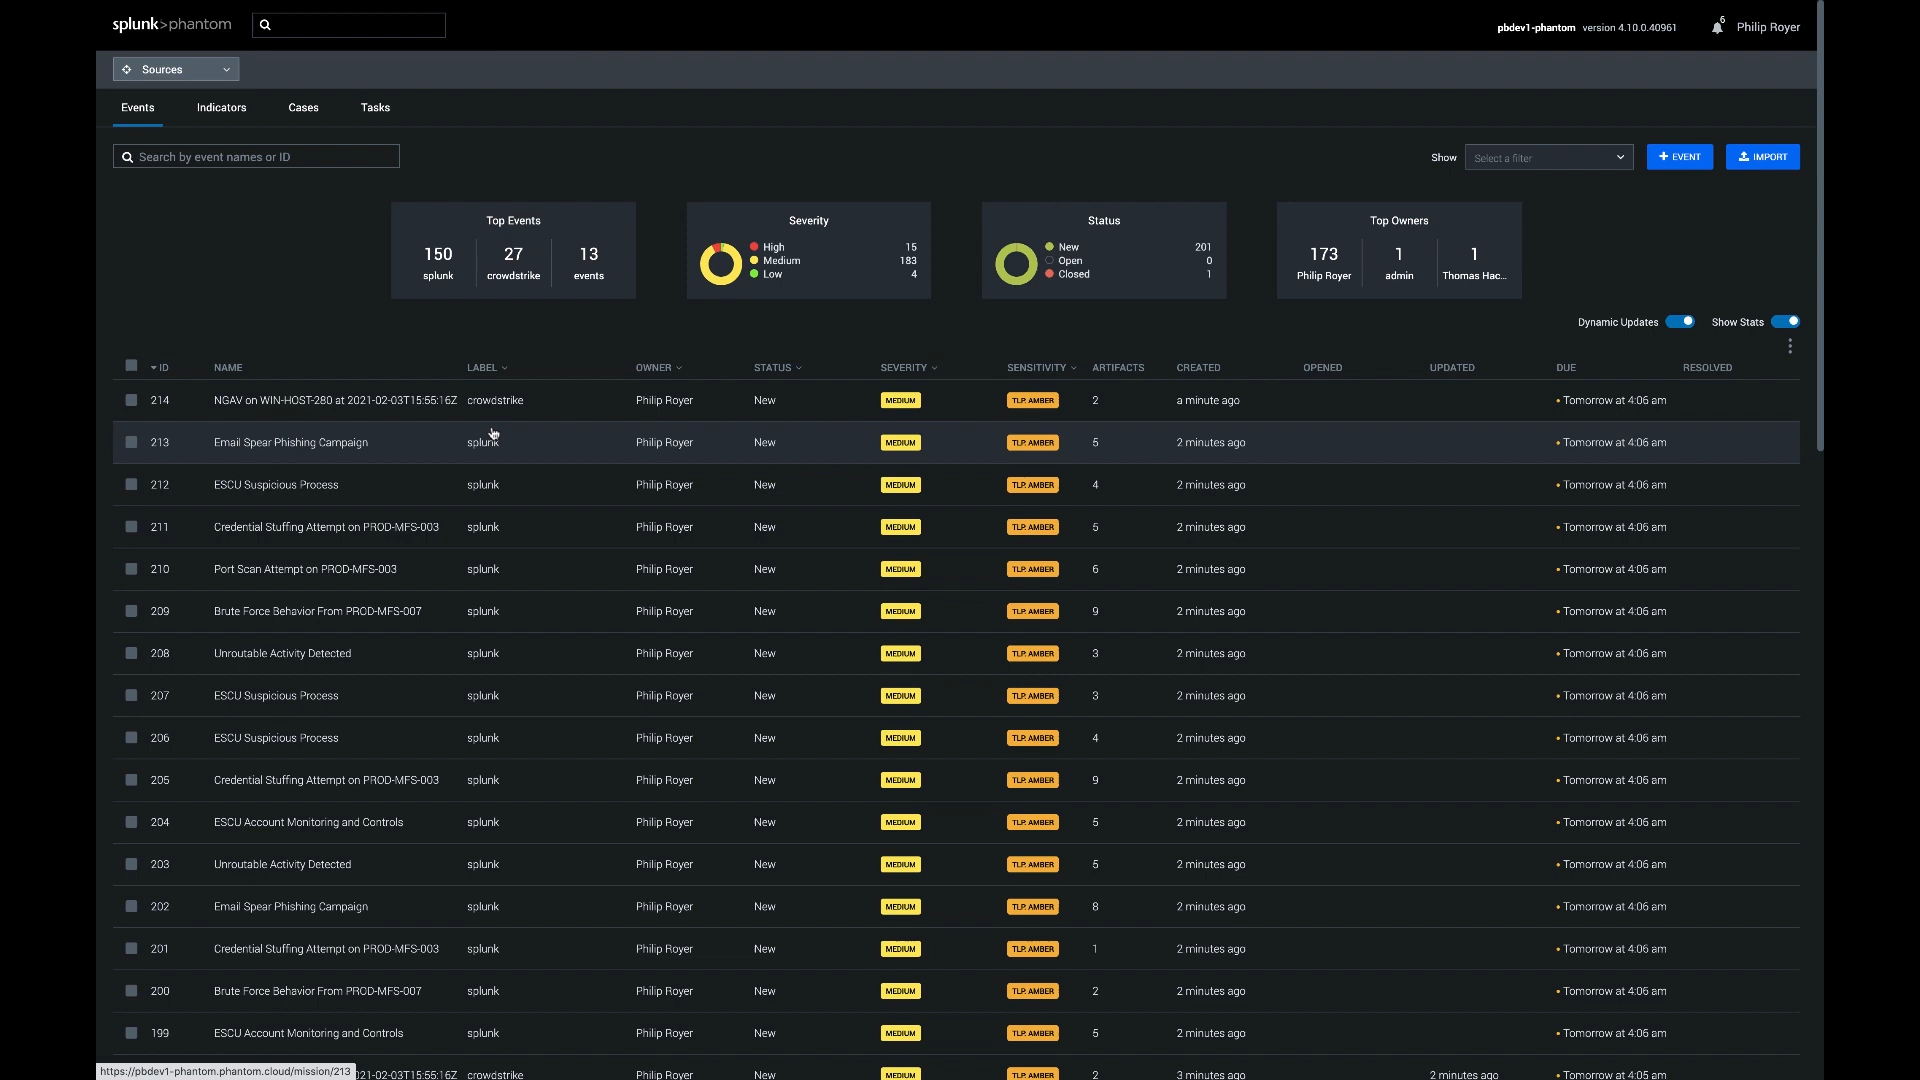 splunk>phantom
pbdev1-phantom version 4.10.0.40961
6
Philip Royer
Sources
Events Indicators Cases Tasks
Search by event names or ID
Show Select a filter + EVENT IMPORT
Top Events
150 27 13
splunk crowdstrike events
Severity
High 15
Medium 183
Low 4
Status
New 201
Open 0
Closed 1
Top Owners
173 1 1
Philip Royer admin Thomas Hac...
Dynamic Updates Show Stats
ID NAME LABEL OWNER STATUS SEVERITY SENSITIVITY ARTIFACTS CREATED OPENED UPDATED DUE RESOLVED
214 NGAV on WIN-HOST-280 at 2021-02-03T15:55:16Z crowdstrike Philip Royer New MEDIUM TLP: AMBER 2 a minute ago • Tomorrow at 4:06 am
213 Email Spear Phishing Campaign splunk Philip Royer New MEDIUM TLP: AMBER 5 2 minutes ago • Tomorrow at 4:06 am
212 ESCU Suspicious Process splunk Philip Royer New MEDIUM TLP: AMBER 4 2 minutes ago • Tomorrow at 4:06 am
211 Credential Stuffing Attempt on PROD-MFS-003 splunk Philip Royer New MEDIUM TLP: AMBER 5 2 minutes ago • Tomorrow at 4:06 am
210 Port Scan Attempt on PROD-MFS-003 splunk Philip Royer New MEDIUM TLP: AMBER 6 2 minutes ago • Tomorrow at 4:06 am
209 Brute Force Behavior From PROD-MFS-007 splunk Philip Royer New MEDIUM TLP: AMBER 9 2 minutes ago • Tomorrow at 4:06 am
208 Unroutable Activity Detected splunk Philip Royer New MEDIUM TLP: AMBER 3 2 minutes ago • Tomorrow at 4:06 am
207 ESCU Suspicious Process splunk Philip Royer New MEDIUM TLP: AMBER 3 2 minutes ago • Tomorrow at 4:06 am
206 ESCU Suspicious Process splunk Philip Royer New MEDIUM TLP: AMBER 4 2 minutes ago • Tomorrow at 4:06 am
205 Credential Stuffing Attempt on PROD-MFS-003 splunk Philip Royer New MEDIUM TLP: AMBER 9 2 minutes ago • Tomorrow at 4:06 am
204 ESCU Account Monitoring and Controls splunk Philip Royer New MEDIUM TLP: AMBER 5 2 minutes ago • Tomorrow at 4:06 am
203 Unroutable Activity Detected splunk Philip Royer New MEDIUM TLP: AMBER 5 2 minutes ago • Tomorrow at 4:06 am
202 Email Spear Phishing Campaign splunk Philip Royer New MEDIUM TLP: AMBER 8 2 minutes ago • Tomorrow at 4:06 am
201 Credential Stuffing Attempt on PROD-MFS-003 splunk Philip Royer New MEDIUM TLP: AMBER 1 2 minutes ago • Tomorrow at 4:06 am
200 Brute Force Behavior From PROD-MFS-007 splunk Philip Royer New MEDIUM TLP: AMBER 2 2 minutes ago • Tomorrow at 4:06 am
199 ESCU Account Monitoring and Controls splunk Philip Royer New MEDIUM TLP: AMBER 5 2 minutes ago • Tomorrow at 4:06 am
https://pbdev1-phantom.phantom.cloud/mission/213 021-02-03T15:55:16Z crowdstrike Philip Royer New MEDIUM TLP: AMBER 2 3 minutes ago 2 minutes ago • Tomorrow at 4:05 am